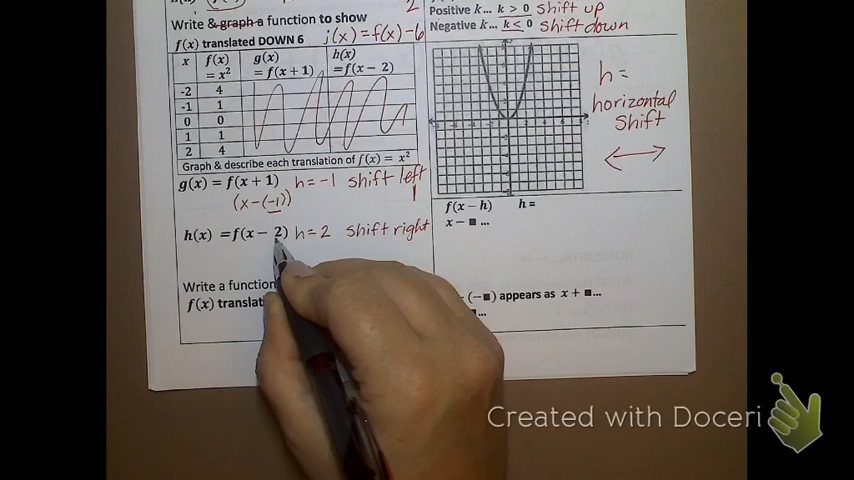 2
Write & graph a function to show
f(x) translated DOWN 6 j(x) = f(x) - 6
x f(x) = x² g(x) = f(x + 1) h(x) = f(x - 2)
-2 4
-1 1
0 0
1 1
2 4
Graph & describe each translation of f(x) = x²
g(x) = f(x + 1) h = -1 shift left 1
(x - (-1))
h(x) = f(x - 2) h = 2 shift right
Write a function
f(x) translat
Positive k... k > 0 shift up
Negative k... k < 0 shift down
h =
horizontal
shift
f(x - h) h =
x - ■ ...
(-■) appears as x + ■...
Created with Doceri